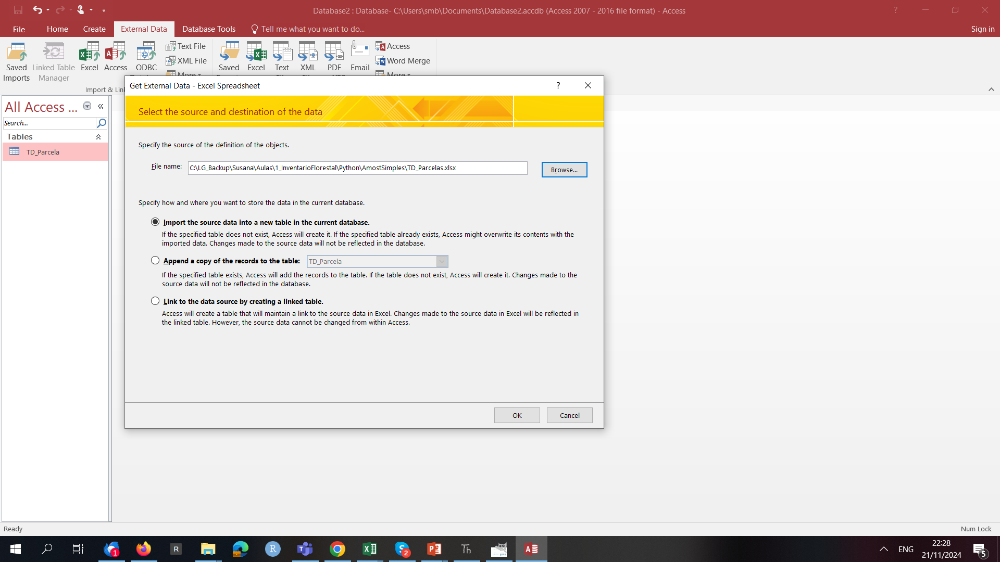 Database2 : Database- C:\Users\smb\Documents\Database2.accdb (Access 2007 - 2016 file format) - Access
?
File Home Create External Data Database Tools Tell me what you want to do... Sign in
Saved Imports
Linked Table Manager
Excel
Access
ODBC
Text File
XML File
More
Saved
Excel
Text
XML
PDF
Email
Access
Word Merge
More
Import & Lin
All Access ...
Search...
Tables
TD_Parcela
Get External Data - Excel Spreadsheet
?
Select the source and destination of the data
Specify the source of the definition of the objects.
File name: C:\LG_Backup\Susana\Aulas\1_InventarioFlorestal\Python\AmostSimples\TD_Parcelas.xlsx Browse...
Specify how and where you want to store the data in the current database.
Import the source data into a new table in the current database.
If the specified table does not exist, Access will create it. If the specified table already exists, Access might overwrite its contents with the
imported data. Changes made to the source data will not be reflected in the database.
Append a copy of the records to the table: TD_Parcela
If the specified table exists, Access will add the records to the table. If the table does not exist, Access will create it. Changes made to the
source data will not be reflected in the database.
Link to the data source by creating a linked table.
Access will create a table that will maintain a link to the source data in Excel. Changes made to the source data in Excel will be reflected in
the linked table. However, the source data cannot be changed from within Access.
OK Cancel
Ready Num Lock
1
R
R
2
Th
ENG
22:28
21/11/2024
5